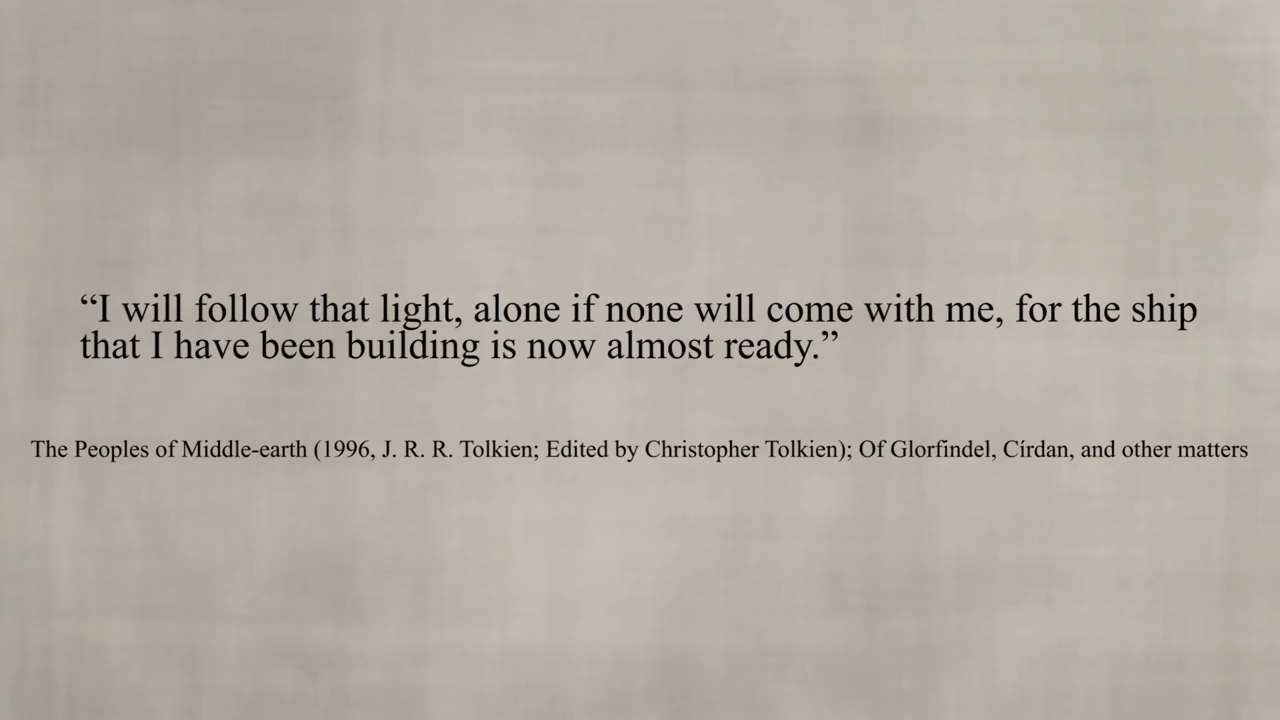 “I will follow that light, alone if none will come with me, for the ship
that I have been building is now almost ready.”
The Peoples of Middle-earth (1996, J. R. R. Tolkien; Edited by Christopher Tolkien); Of Glorfindel, Círdan, and other matters